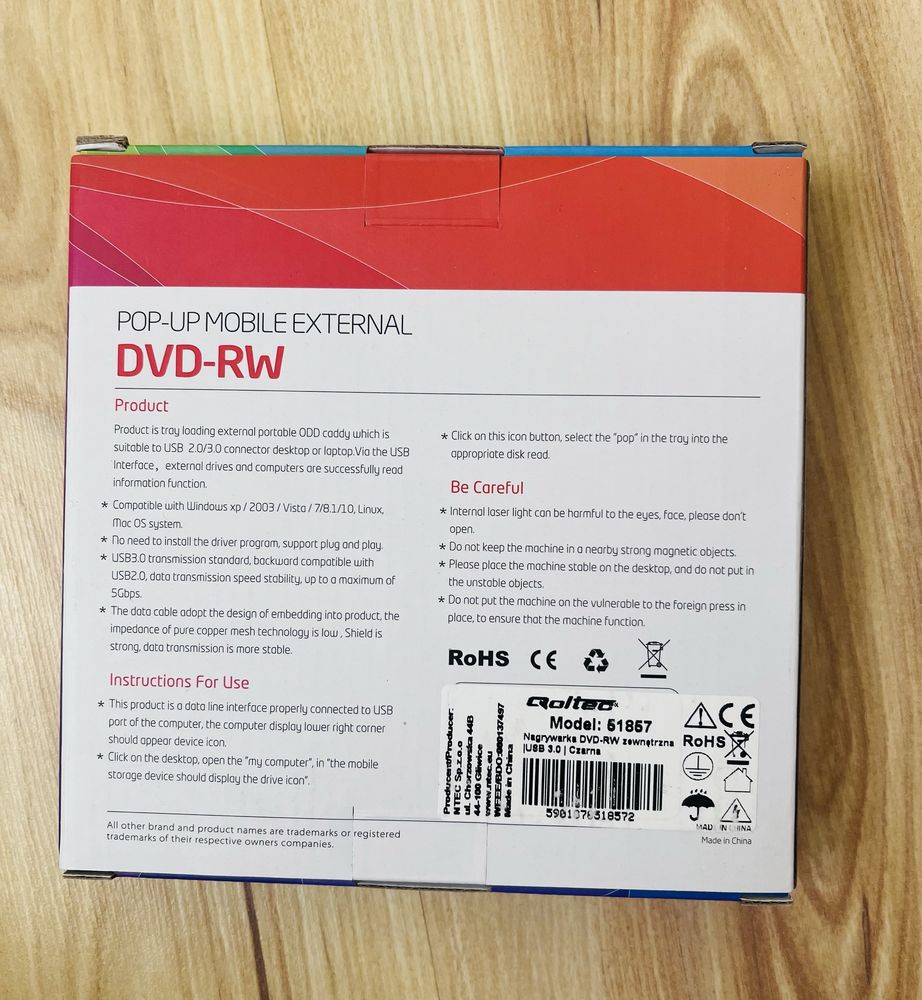 POP-UP MOBILE EXTERNAL
DVD-RW
Product
Product is tray loading external portable ODD caddy which is
suitable to USB 2.0/3.0 connector desktop or laptop.Via the USB
Interface, external drives and computers are successfully read
information function.
* Compatible with Windows xp / 2003 / Vista / 7/8.1/10, Linux,
Mac OS system.
* No need to install the driver program, support plug and play.
* USB3.0 transmission standard, backward compatible with
USB2.0, data transmission speed stability, up to a maximum of
5Gbps.
* The data cable adopt the design of embedding into product, the
impedance of pure copper mesh technology is low , Shield is
strong, data transmission is more stable.
Instructions For Use
* This product is a data line interface properly connected to USB
port of the computer, the computer display lower right corner
should appear device icon.
* Click on the desktop, open the "my computer", in "the mobile
storage device should display the drive icon".
* Click on this icon button, select the "pop" in the tray into the
appropriate disk read.
Be Careful
* Internal laser light can be harmful to the eyes, face, please don't
open.
* Do not keep the machine in a nearby strong magnetic objects.
* Please place the machine stable on the desktop, and do not put in
the unstable objects.
* Do not put the machine on the vulnerable to the foreign press in
place, to ensure that the machine function.
RoHS CE
Producent/Producer:
NTEC Sp.z.o.o
ul. Chorzowska 44B
44-100 Gliwice
www.ntec.eu
WEEE/BDO:000137497
Made in China
Qoltec
Model: 51857
Nagrywarka DVD-RW zewnętrzna
|USB 3.0 | Czarna
5901878518572
CE
RoHS
MADE IN CHINA
Made in China
All other brand and product names are trademarks or registered
trademarks of their respective owners companies.